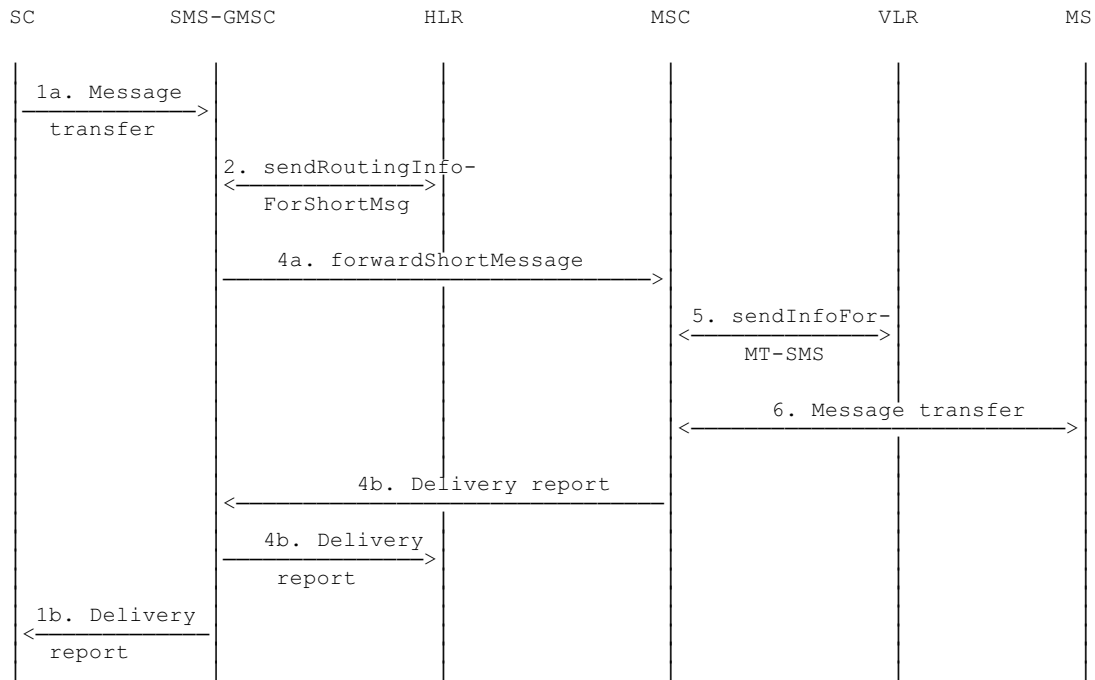 SC SMS-GMSC HLR MSC VLR MS
1a. Message
transfer
2. sendRoutingInfo-
ForShortMsg
4a. forwardShortMessage
5. sendInfoFor-
MT-SMS
6. Message transfer
4b. Delivery report
4b. Delivery
report
1b. Delivery
report